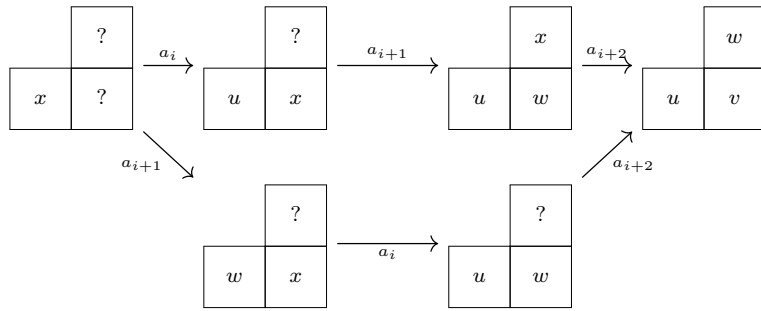 ? ? x w
a_i a_{i+1} a_{i+2}
x ? u x u w u v
a_{i+1} a_{i+2}
? ?
a_i
w x u w